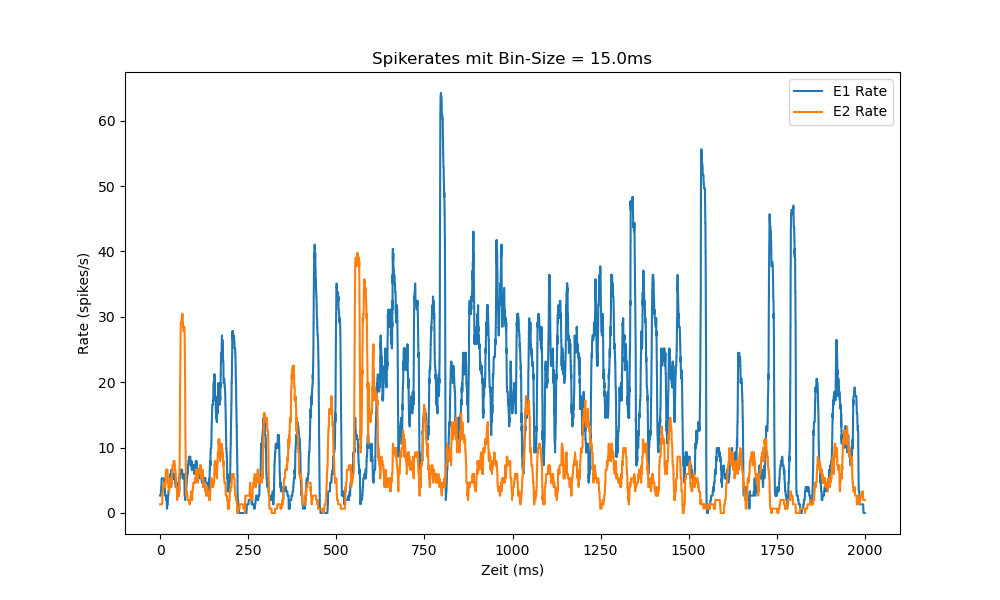 Spikerates mit Bin-Size = 15.0ms
E1 Rate
E2 Rate
Rate (spikes/s)
60
50
40
30
20
10
0
0 250 500 750 1000 1250 1500 1750 2000
Zeit (ms)